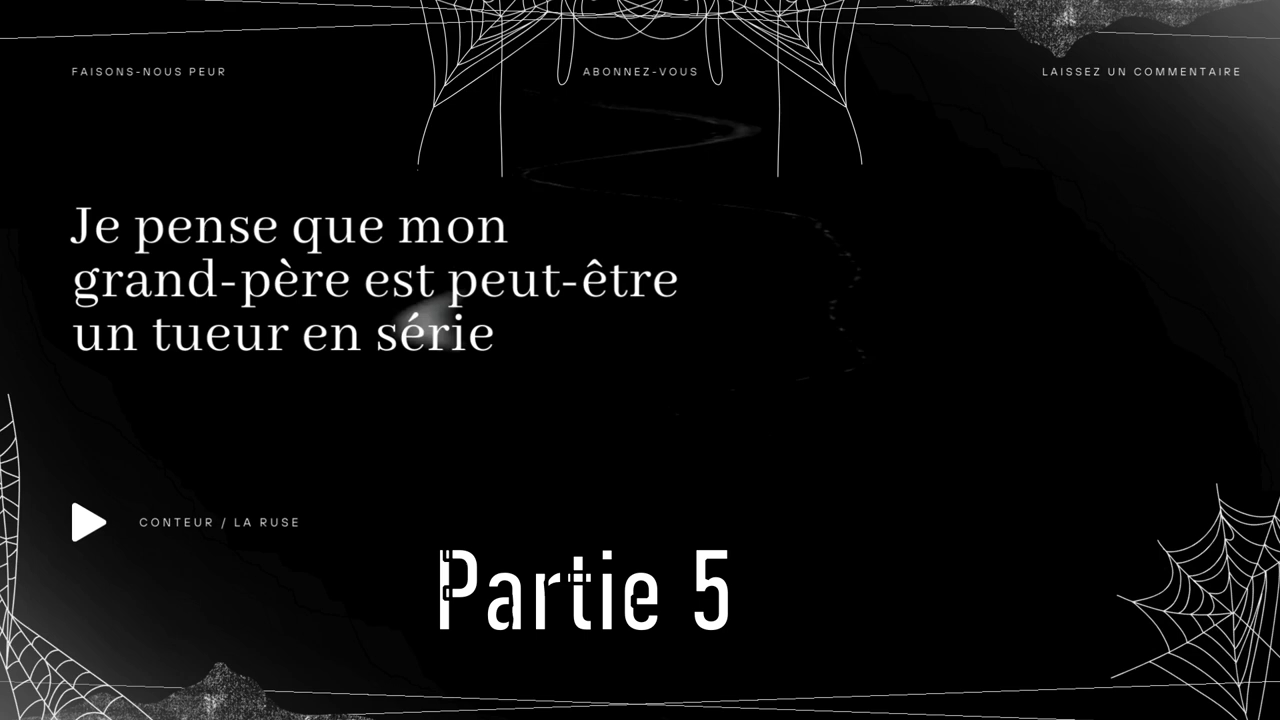 FAISONS-NOUS PEUR
ABONNEZ-VOUS
LAISSEZ UN COMMENTAIRE
Je pense que mon
grand-père est peut-être
un tueur en série
CONTEUR / LA RUSE
Partie 5